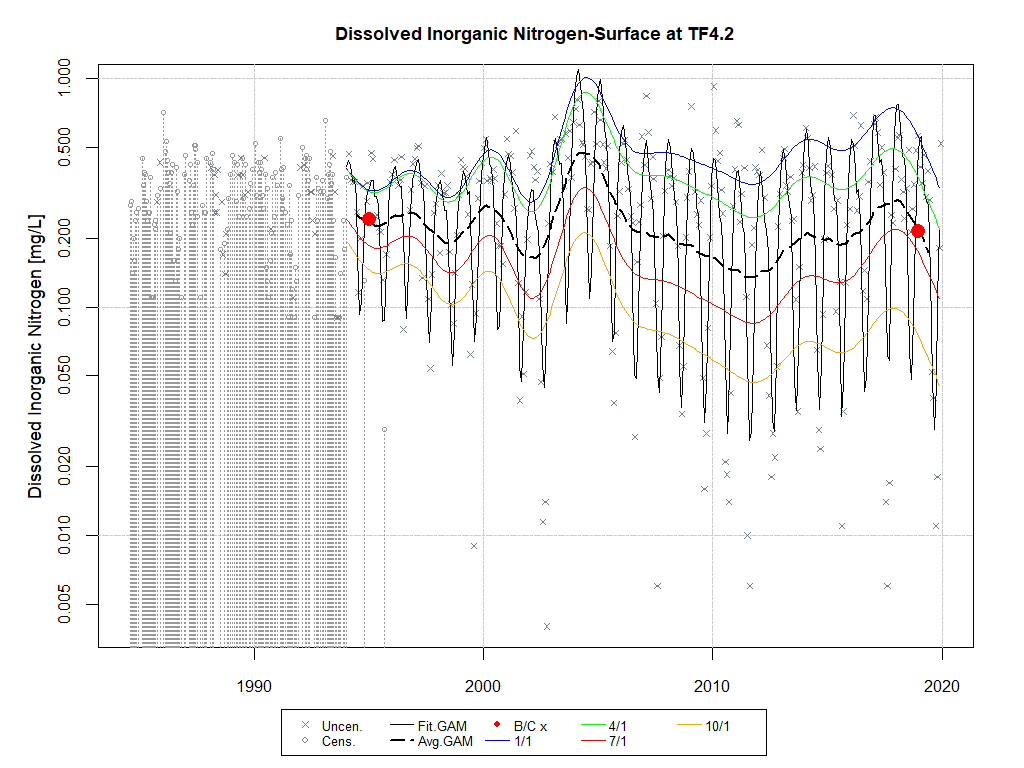 Dissolved Inorganic Nitrogen-Surface at TF4.2
Dissolved Inorganic Nitrogen [mg/L]
1.000
0.500
0.200
0.100
0.050
0.020
0.010
0.005
1990 2000 2010 2020
Uncen. Fit.GAM B/C x 4/1 10/1
Cens. Avg.GAM 1/1 7/1